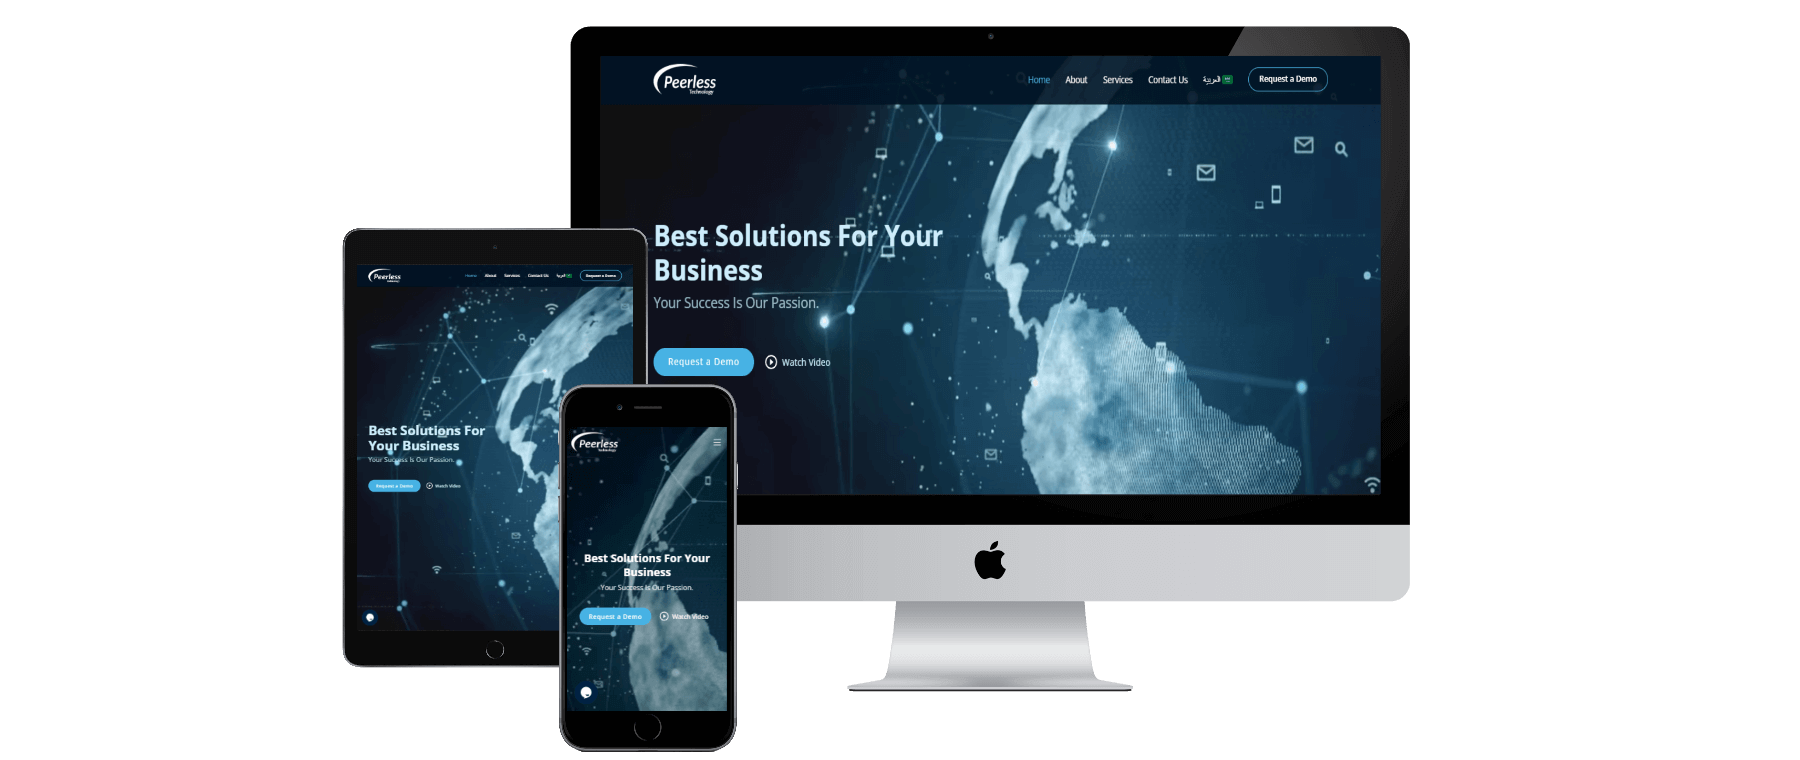 Peerless
Technology
Home About Services Contact Us العربية Request a Demo
Best Solutions For Your
Business
Your Success Is Our Passion.
Request a Demo Watch Video
Peerless
Technology
Home About Services Contact Us العربية Request a Demo
Best Solutions For
Your Business
Your Success Is Our Passion.
Request a Demo Watch Video
Peerless
Technology
Best Solutions For Your
Business
Your Success Is Our Passion.
Request a Demo Watch Video